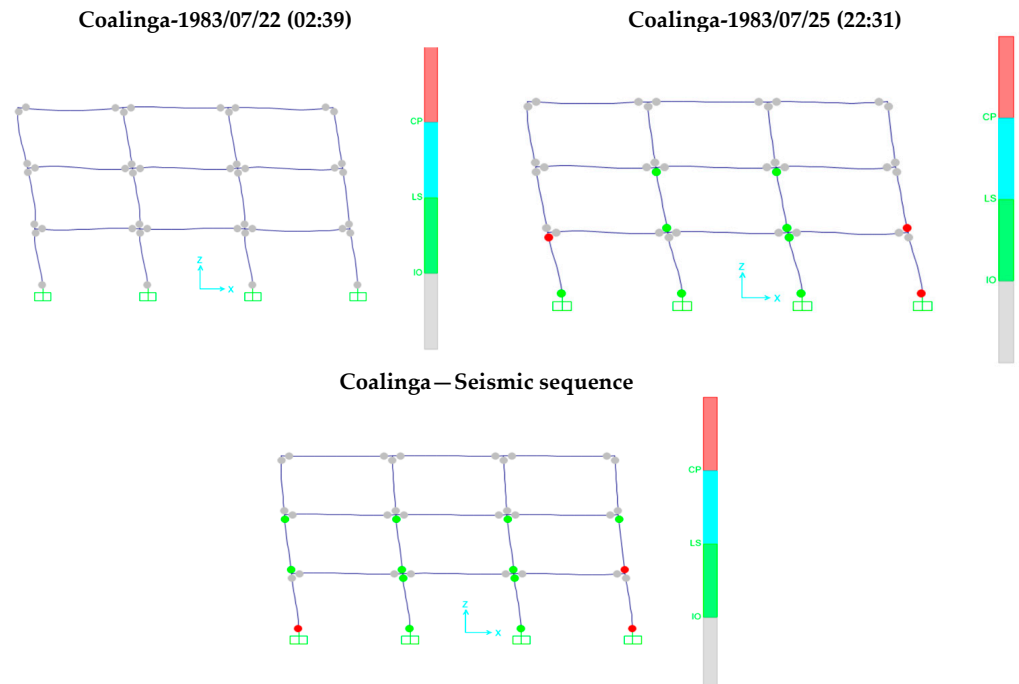 Coalinga-1983/07/22 (02:39)
CP
LS
IO
Z
X
Coalinga-1983/07/25 (22:31)
CP
LS
IO
Z
X
Coalinga—Seismic sequence
CP
LS
IO
Z
X